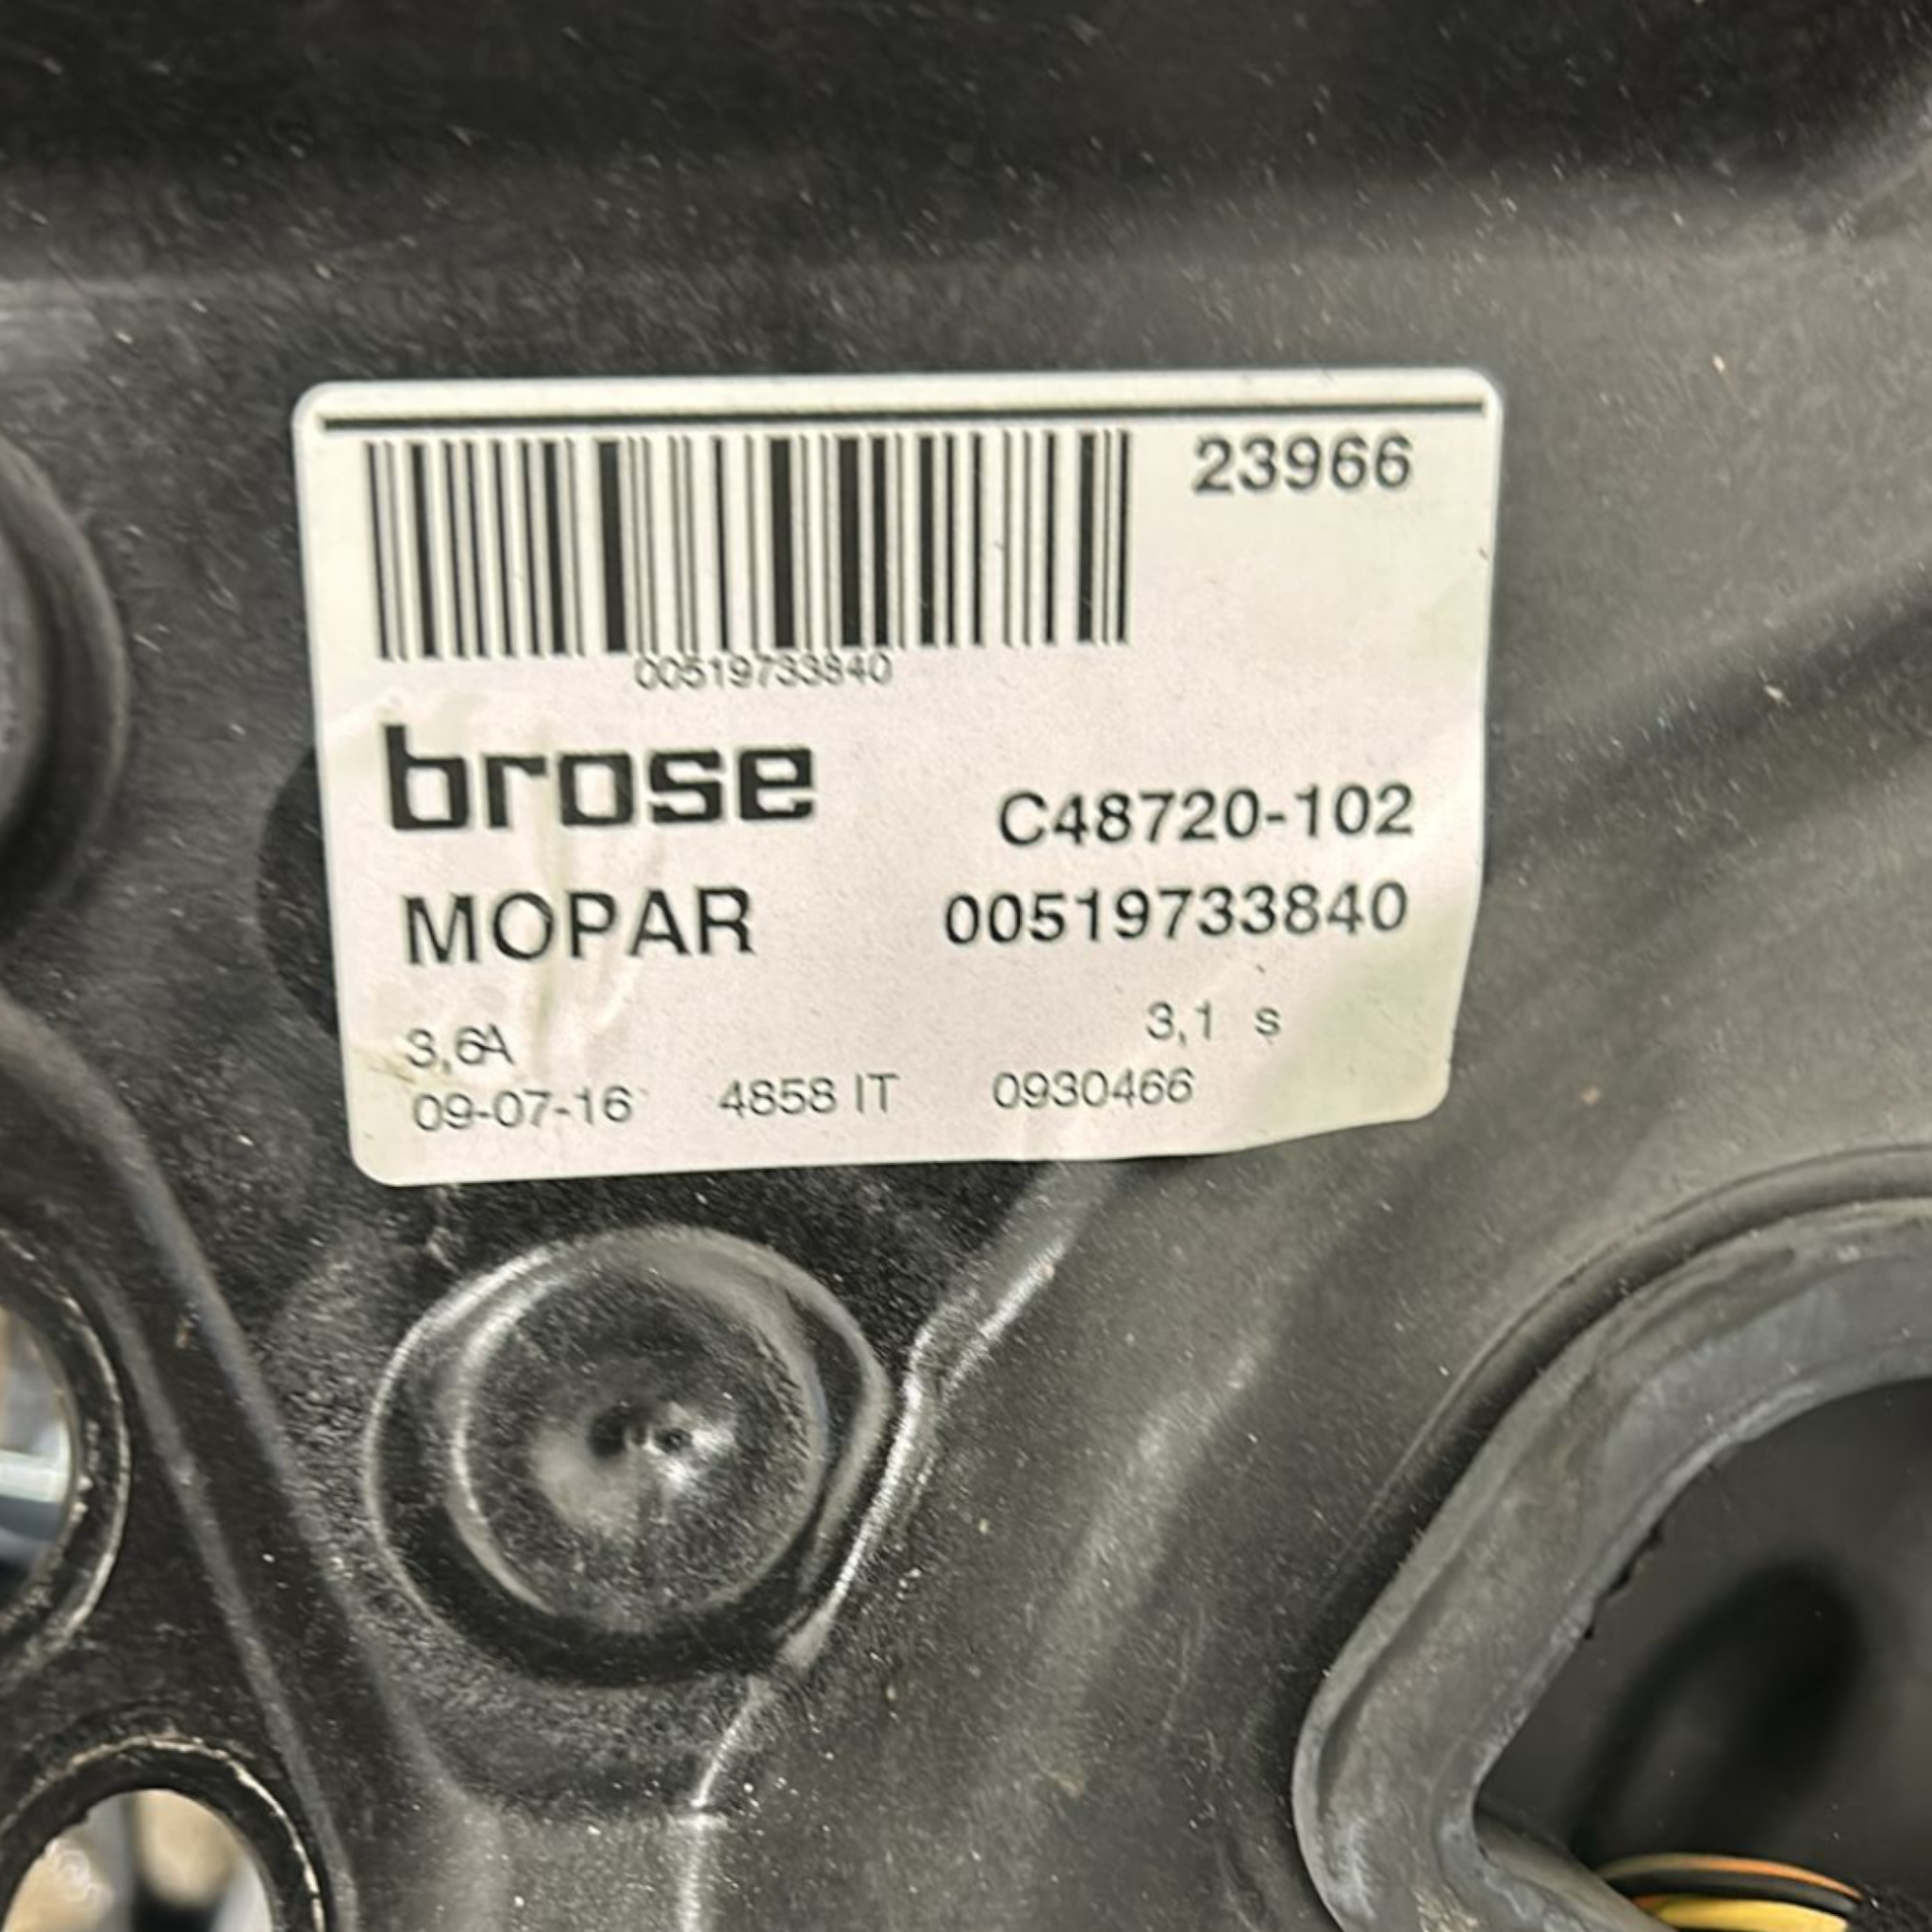 23966
00519733840
brose C48720-102
MOPAR 00519733840
3,6A 3,1 s
09-07-16 4858 IT 0930466